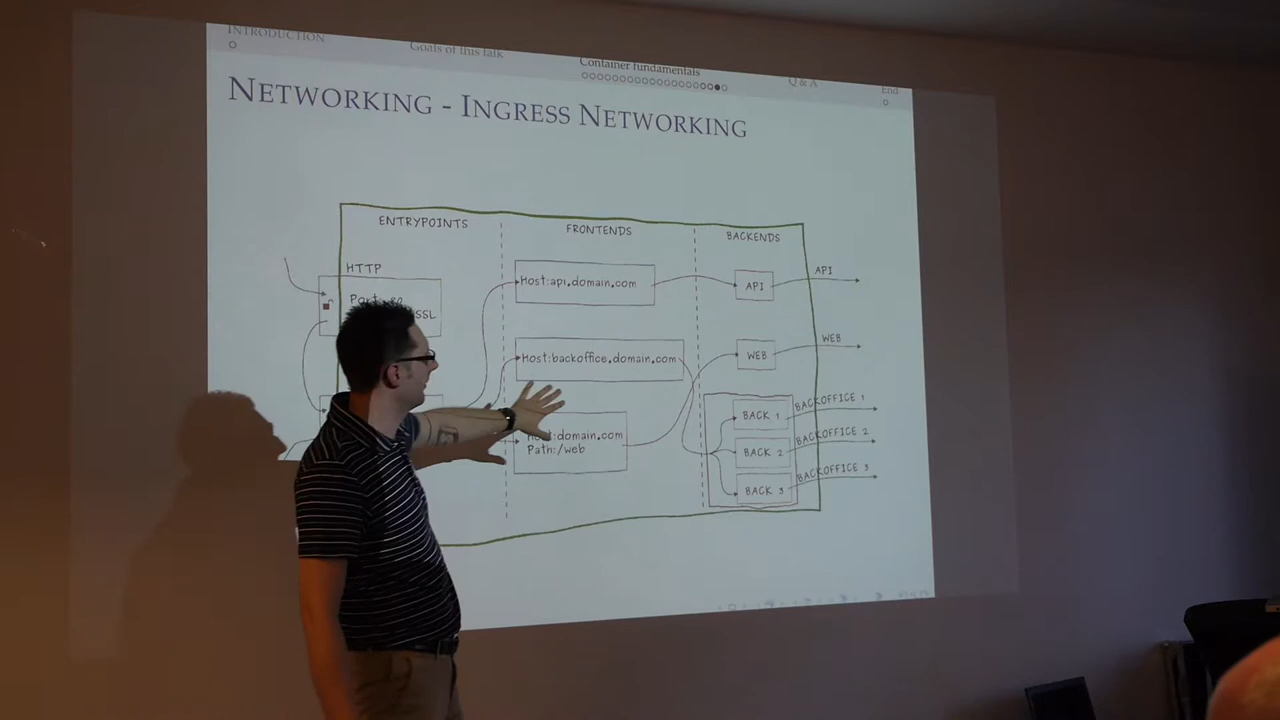 INTRODUCTION
Goals of this talk
Container fundamentals
Q & A
End
NETWORKING - INGRESS NETWORKING
ENTRYPOINTS
FRONTENDS
BACKENDS
HTTP
SSL
Host:api.domain.com
API
API
Host:backoffice.domain.com
WEB
WEB
Host:domain.com
Path:/web
BACK 1
BACKOFFICE 1
BACK 2
BACKOFFICE 2
BACK 3
BACKOFFICE 3